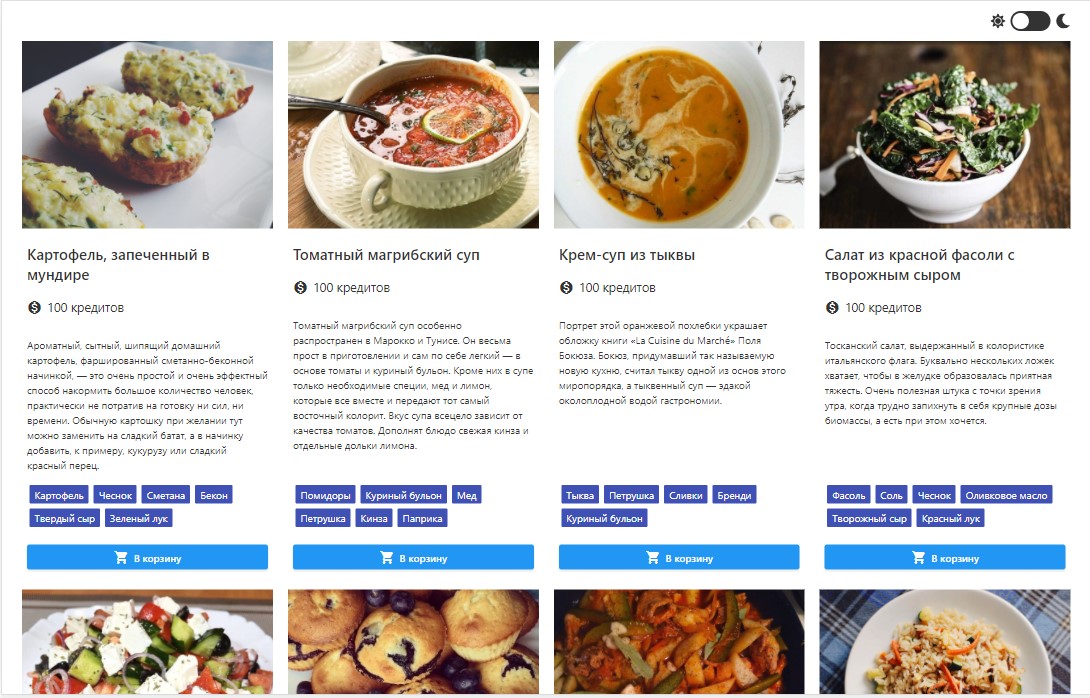 Картофель, запеченный в
мундире
100 кредитов
Ароматный, сытный, шипящий домашний
картофель, фаршированный сметанно-беконной
начинкой, — это очень простой и очень эффектный
способ накормить большое количество человек,
практически не потратив на готовку ни сил, ни
времени. Обычную картошку при желании тут
можно заменить на сладкий батат, а в начинку
добавить, к примеру, кукурузу или сладкий
красный перец.
Картофель Чеснок Сметана Бекон
Твердый сыр Зеленый лук
В корзину
Томатный магрибский суп
100 кредитов
Томатный магрибский суп особенно
распространен в Марокко и Тунисе. Он весьма
прост в приготовлении и сам по себе легкий — в
основе томаты и куриный бульон. Кроме них в супе
только необходимые специи, мед и лимон,
которые все вместе и передают тот самый
восточный колорит. Вкус супа всецело зависит от
качества томатов. Дополнят блюдо свежая кинза и
отдельные дольки лимона.
Помидоры Куриный бульон Мед
Петрушка Кинза Паприка
В корзину
Крем-суп из тыквы
100 кредитов
Портрет этой оранжевой похлебки украшает
обложку книги «La Cuisine du Marché» Поля
Бокюза. Бокюз, придумавший так называемую
новую кухню, считал тыкву одной из основ этого
миропорядка, а тыквенный суп — эдакой
околоплодной водой гастрономии.
Тыква Петрушка Сливки Бренди
Куриный бульон
В корзину
Салат из красной фасоли с
творожным сыром
100 кредитов
Тосканский салат, выдержанный в колористике
итальянского флага. Буквально нескольких ложек
хватает, чтобы в желудке образовалась приятная
тяжесть. Очень полезная штука с точки зрения
утра, когда трудно запихнуть в себя крупные дозы
биомассы, а есть при этом хочется.
Фасоль Соль Чеснок Оливковое масло
Творожный сыр Красный лук
В корзину